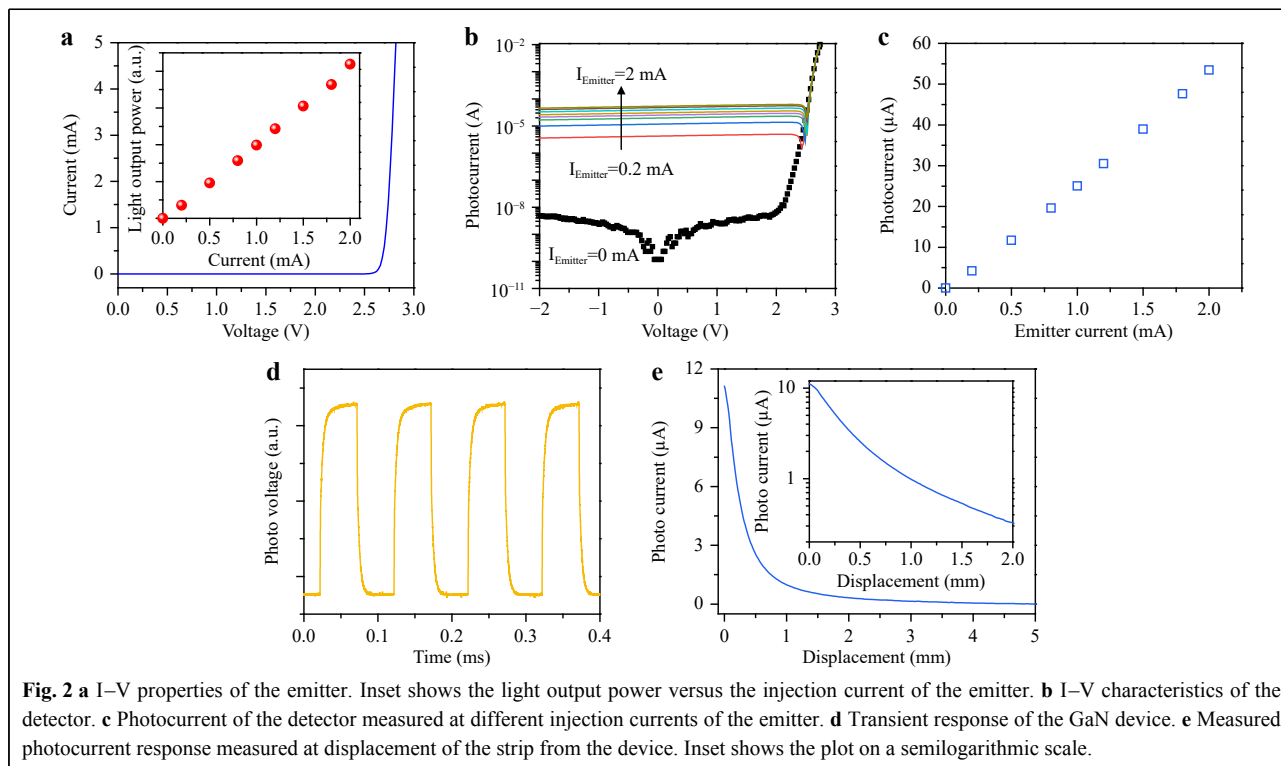 a
5
4
3
2
1
0
Current (mA)
0.0 0.5 1.0 1.5 2.0 2.5 3.0
Voltage (V)
Light output power (a.u.)
0.0 0.5 1.0 1.5 2.0
Current (mA)
b
10⁻²
10⁻⁵
10⁻⁸
10⁻¹¹
Photocurrent (A)
I_Emitter=2 mA
I_Emitter=0.2 mA
I_Emitter=0 mA
−2 −1 0 1 2 3
Voltage (V)
c
60
50
40
30
20
10
0
Photocurrent (μA)
0.0 0.5 1.0 1.5 2.0
Emitter current (mA)
d
Photo voltage (a.u.)
0.0 0.1 0.2 0.3 0.4
Time (ms)
e
12
9
6
3
0
Photo current (μA)
0 1 2 3 4 5
Displacement (mm)
10
1
Photo current (μA)
0.0 0.5 1.0 1.5 2.0
Displacement (mm)
Fig. 2 a I–V properties of the emitter. Inset shows the light output power versus the injection current of the emitter. b I–V characteristics of the
detector. c Photocurrent of the detector measured at different injection currents of the emitter. d Transient response of the GaN device. e Measured
photocurrent response measured at displacement of the strip from the device. Inset shows the plot on a semilogarithmic scale.